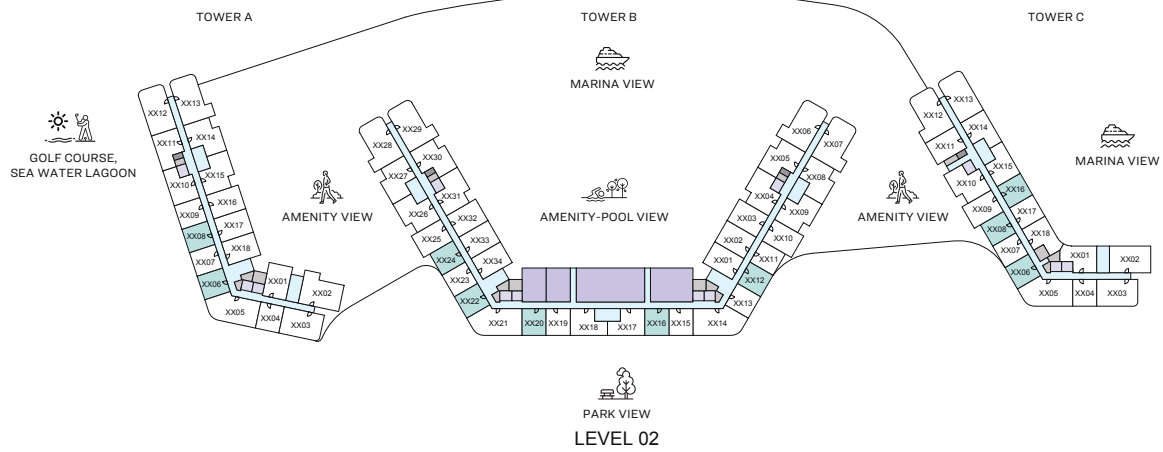 TOWER A
TOWER B
TOWER C
MARINA VIEW
GOLF COURSE,
SEA WATER LAGOON
AMENITY VIEW
AMENITY-POOL VIEW
AMENITY VIEW
MARINA VIEW
XX12
XX13
XX11
XX14
XX10
XX15
XX09
XX16
XX08
XX17
XX07
XX18
XX06
XX01
XX02
XX05
XX04
XX03
XX29
XX28
XX30
XX27
XX31
XX26
XX32
XX25
XX33
XX24
XX34
XX23
XX22
XX21
XX20
XX19
XX18
XX17
XX16
XX15
XX14
XX06
XX07
XX05
XX08
XX04
XX09
XX03
XX10
XX02
XX11
XX01
XX12
XX13
XX13
XX12
XX14
XX11
XX15
XX10
XX16
XX09
XX17
XX08
XX18
XX07
XX01
XX02
XX06
XX05
XX04
XX03
PARK VIEW
LEVEL 02